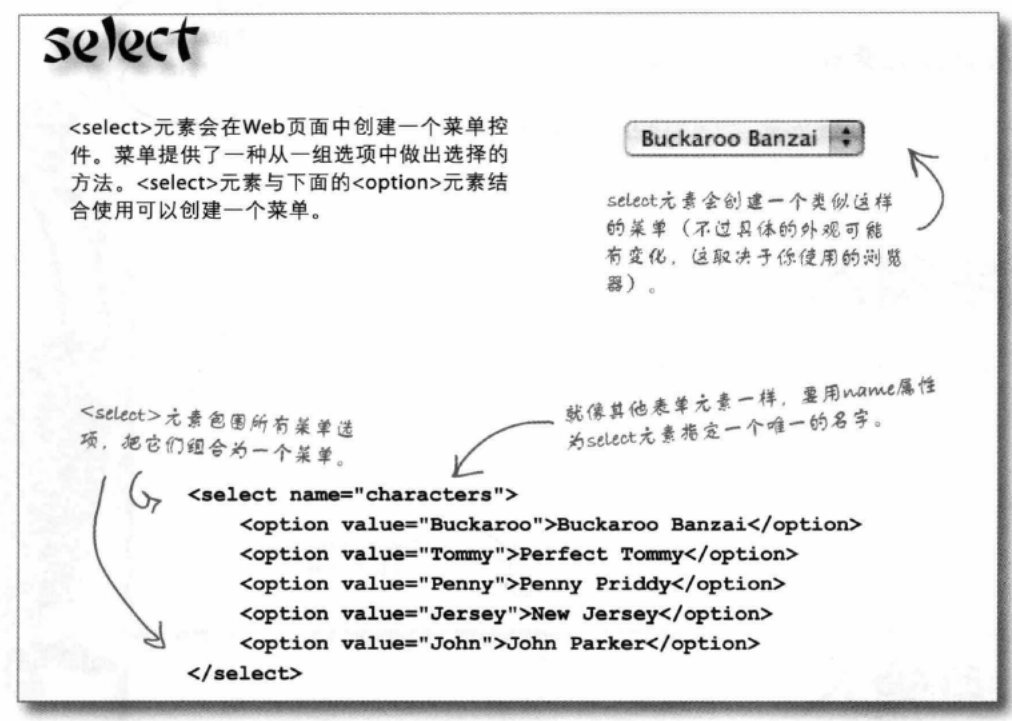 select
<select>元素会在Web页面中创建一个菜单控
件。菜单提供了一种从一组选项中做出选择的
方法。<select>元素与下面的<option>元素结
合使用可以创建一个菜单。
Buckaroo Banzai
select元素会创建一个类似这样
的菜单（不过具体的外观可能
有变化，这取决于你使用的浏览
器）。
<select>元素包围所有菜单选
项，把它们组合为一个菜单。
就像其他表单元素一样，要用name属性
为select元素指定一个唯一的名字。
<select name="characters">
<option value="Buckaroo">Buckaroo Banzai</option>
<option value="Tommy">Perfect Tommy</option>
<option value="Penny">Penny Priddy</option>
<option value="Jersey">New Jersey</option>
<option value="John">John Parker</option>
</select>